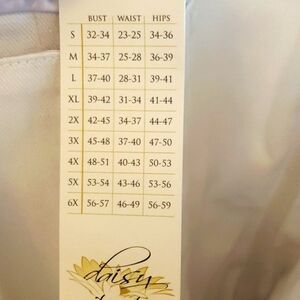 BUST WAIST HIPS
S 32-34 23-25 34-36
M 34-37 25-28 36-39
L 37-40 28-31 39-41
XL 39-42 31-34 41-44
2X 42-45 34-37 44-47
3X 45-48 37-40 47-50
4X 48-51 40-43 50-53
5X 53-54 43-46 53-56
6X 56-57 46-49 56-59
daisy